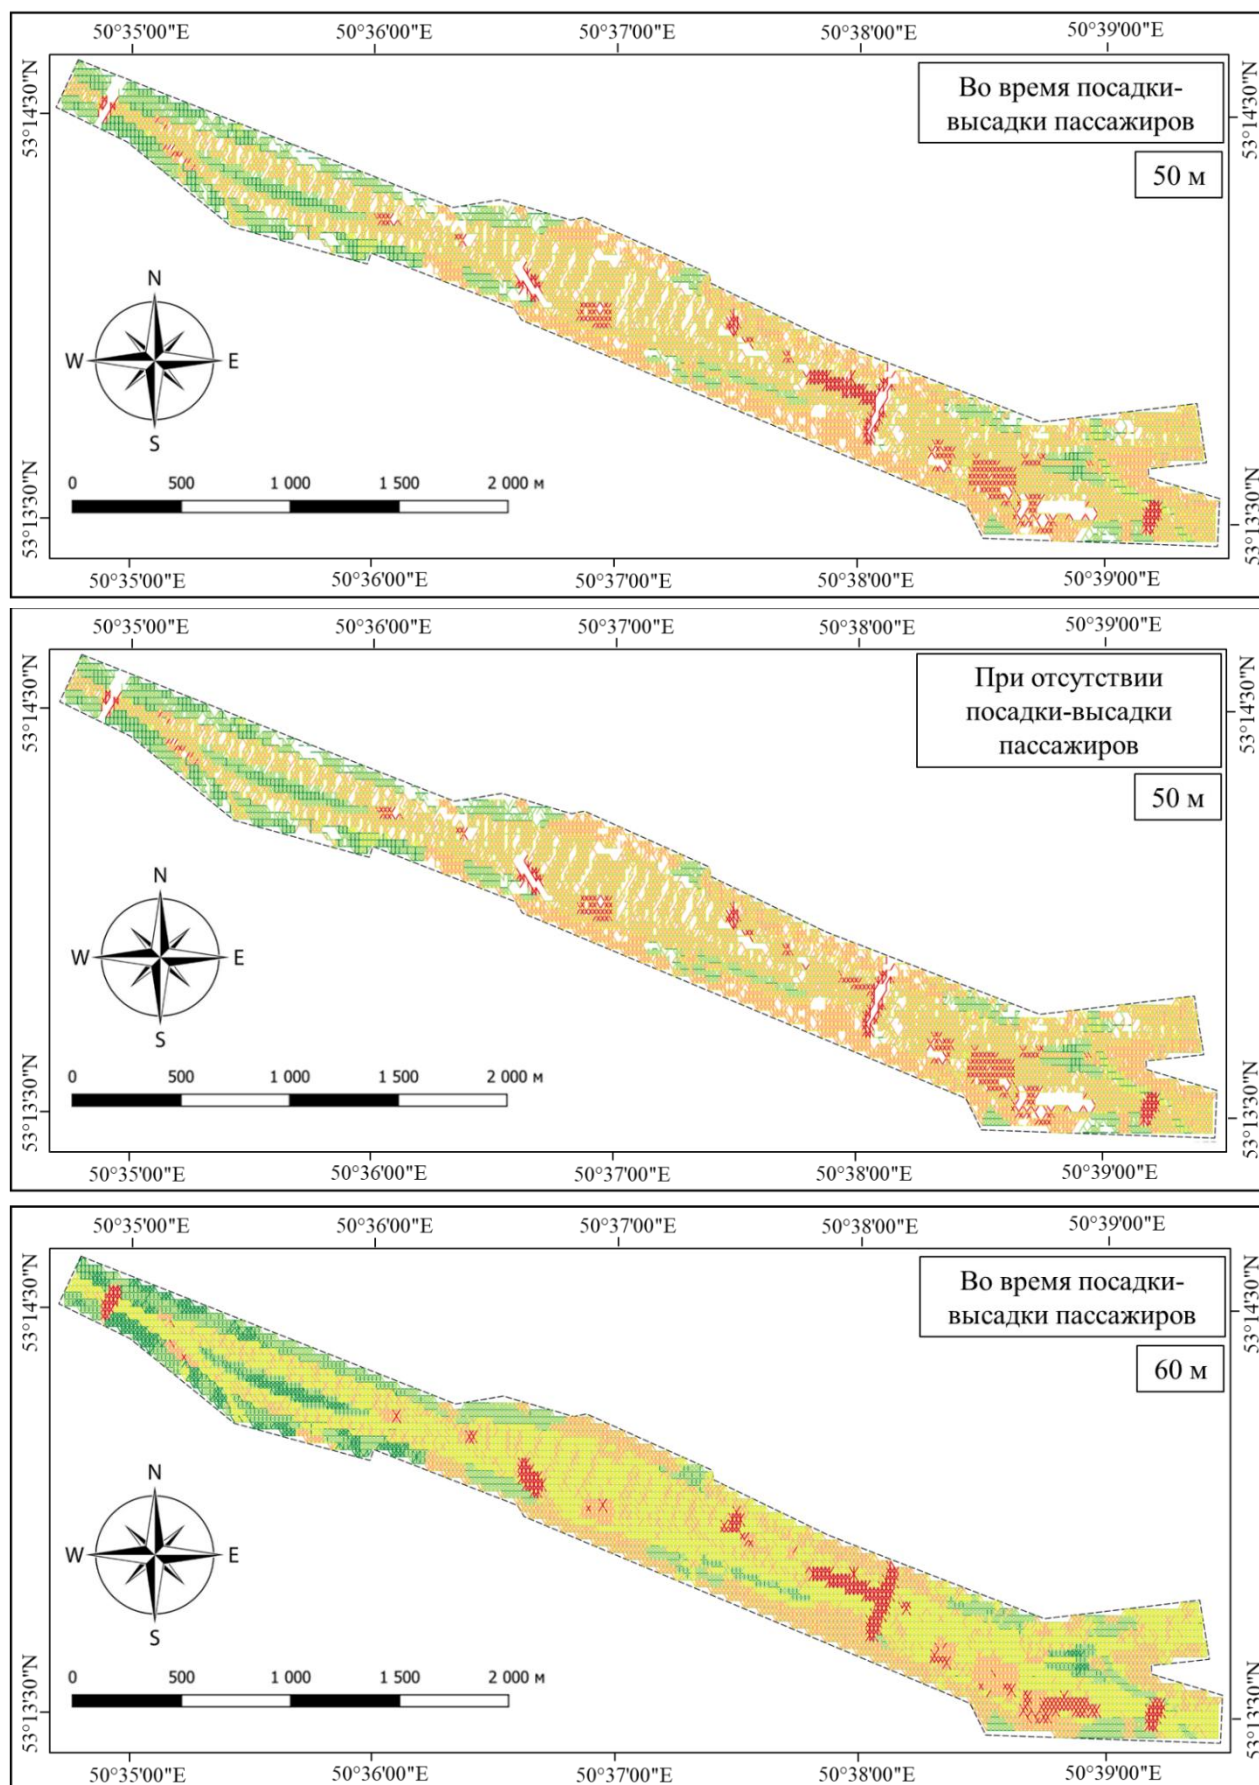 50°35'00"E 50°36'00"E 50°37'00"E 50°38'00"E 50°39'00"E
53°14'30"N
53°14'30"N
Во время посадки-
высадки пассажиров
50 м
N
W E
S
0 500 1 000 1 500 2 000 м
53°13'30"N
53°13'30"N
50°35'00"E 50°36'00"E 50°37'00"E 50°38'00"E 50°39'00"E
50°35'00"E 50°36'00"E 50°37'00"E 50°38'00"E 50°39'00"E
53°14'30"N
53°14'30"N
При отсутствии
посадки-высадки
пассажиров
50 м
N
W E
S
0 500 1 000 1 500 2 000 м
53°13'30"N
53°13'30"N
50°35'00"E 50°36'00"E 50°37'00"E 50°38'00"E 50°39'00"E
50°35'00"E 50°36'00"E 50°37'00"E 50°38'00"E 50°39'00"E
53°14'30"N
53°14'30"N
Во время посадки-
высадки пассажиров
60 м
N
W E
S
0 500 1 000 1 500 2 000 м
53°13'30"N
53°13'30"N
50°35'00"E 50°36'00"E 50°37'00"E 50°38'00"E 50°39'00"E